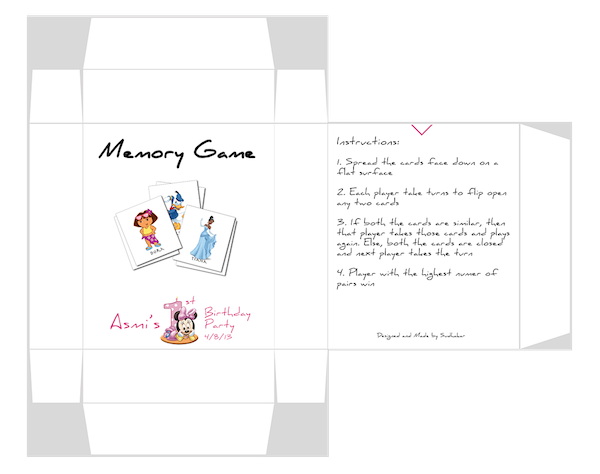 Memory Game
DORA
TIANA
Asmi's 1st Birthday
Party
4/8/13
Instructions:
1. Spread the cards face down on a
flat surface
2. Each player take turns to flip open
any two cards
3. If both the cards are similar, then
that player takes those cards and plays
again. Else, both the cards are closed
and next player takes the turn
4. Player with the highest numer of
pairs win
Designed and Made by Sudhakar